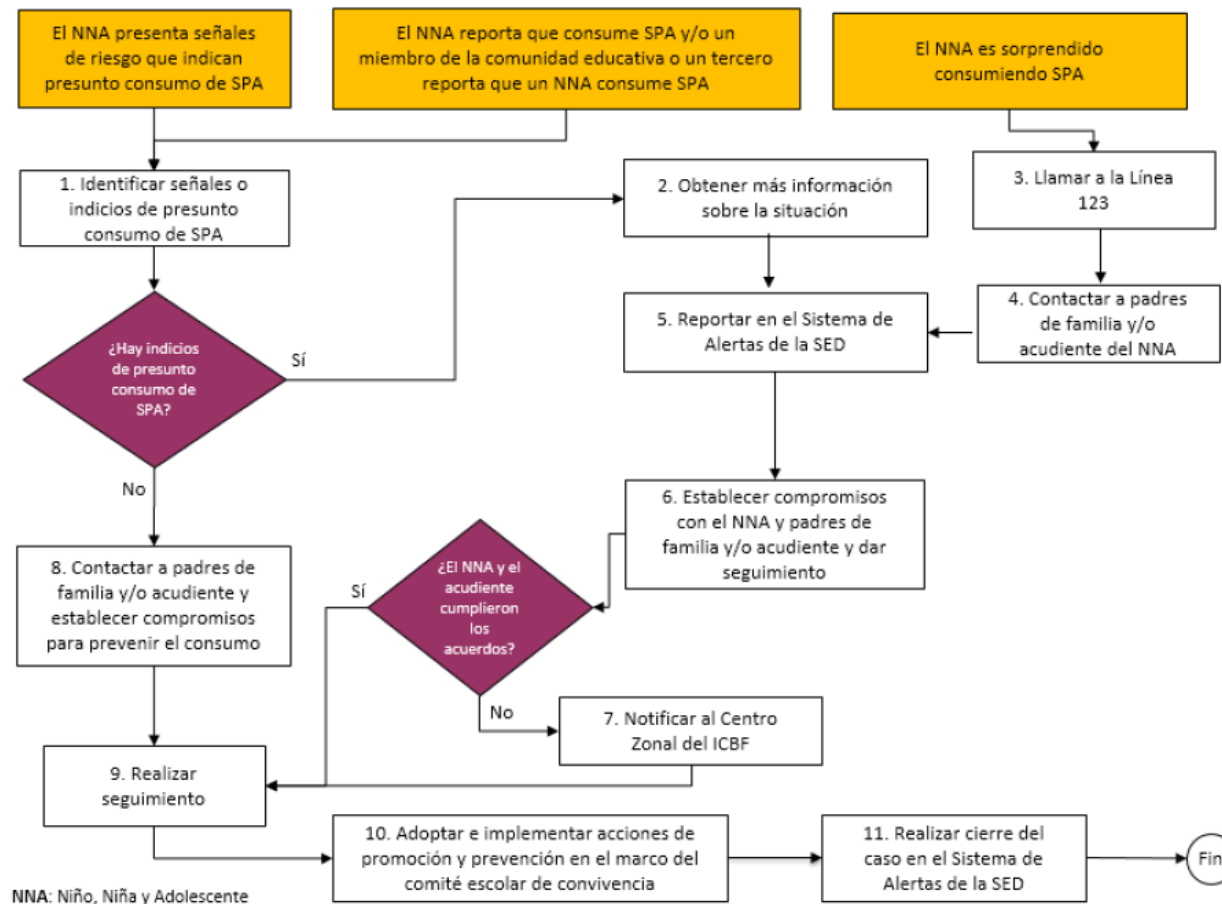 El NNA presenta señales
de riesgo que indican
presunto consumo de SPA
El NNA reporta que consume SPA y/o un
miembro de la comunidad educativa o un tercero
reporta que un NNA consume SPA
El NNA es sorprendido
consumiendo SPA
1. Identificar señales o
indicios de presunto
consumo de SPA
2. Obtener más información
sobre la situación
3. Llamar a la Línea
123
¿Hay indicios
de presunto
consumo de
SPA?
Sí
No
5. Reportar en el Sistema de
Alertas de la SED
4. Contactar a padres
de familia y/o
acudiente del NNA
6. Establecer compromisos
con el NNA y padres de
familia y/o acudiente y dar
seguimiento
8. Contactar a padres de
familia y/o acudiente y
establecer compromisos
para prevenir el consumo
Sí
¿El NNA y el
acudiente
cumplieron
los
acuerdos?
No
7. Notificar al Centro
Zonal del ICBF
9. Realizar
seguimiento
10. Adoptar e implementar acciones de
promoción y prevención en el marco del
comité escolar de convivencia
11. Realizar cierre del
caso en el Sistema de
Alertas de la SED
Fin
NNA: Niño, Niña y Adolescente